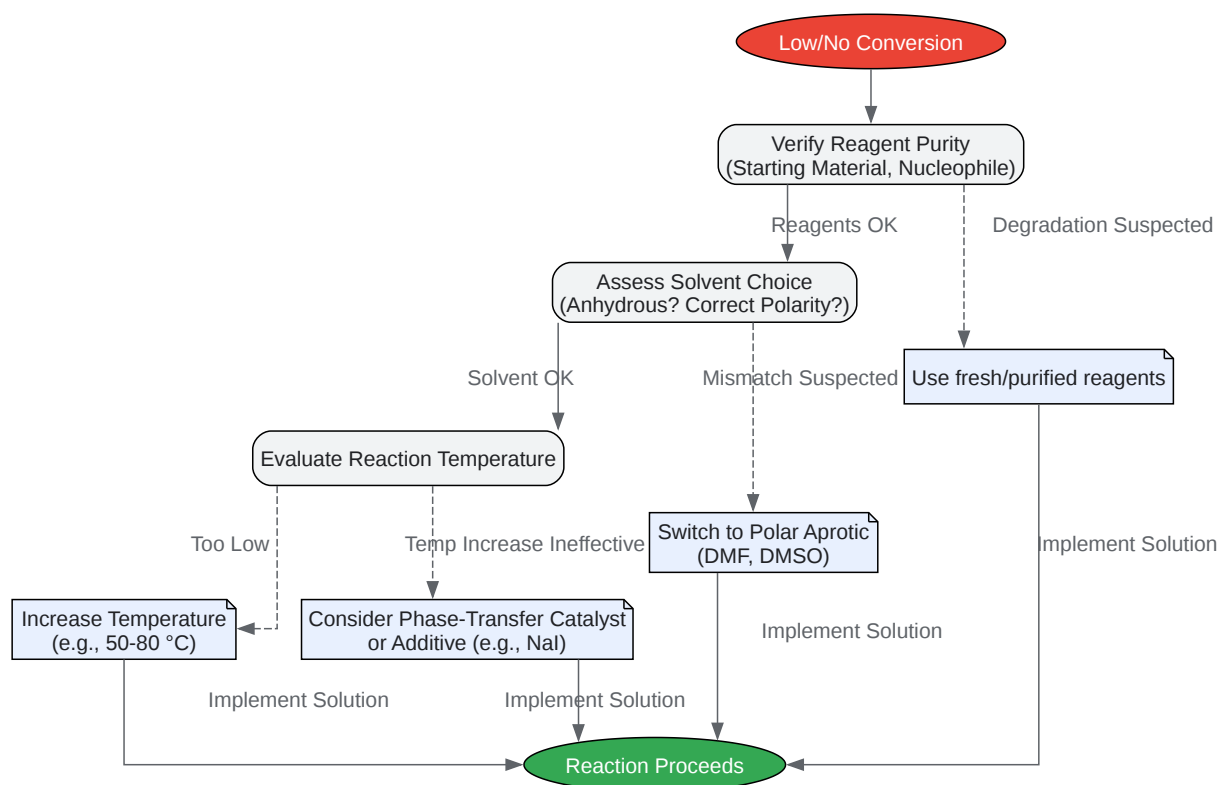 Low/No Conversion
Verify Reagent Purity
(Starting Material, Nucleophile)
Reagents OK
Degradation Suspected
Assess Solvent Choice
(Anhydrous? Correct Polarity?)
Solvent OK
Mismatch Suspected
Use fresh/purified reagents
Evaluate Reaction Temperature
Too Low
Temp Increase Ineffective
Switch to Polar Aprotic
(DMF, DMSO)
Implement Solution
Increase Temperature
(e.g., 50-80 °C)
Consider Phase-Transfer Catalyst
or Additive (e.g., NaI)
Implement Solution
Implement Solution
Implement Solution
Reaction Proceeds